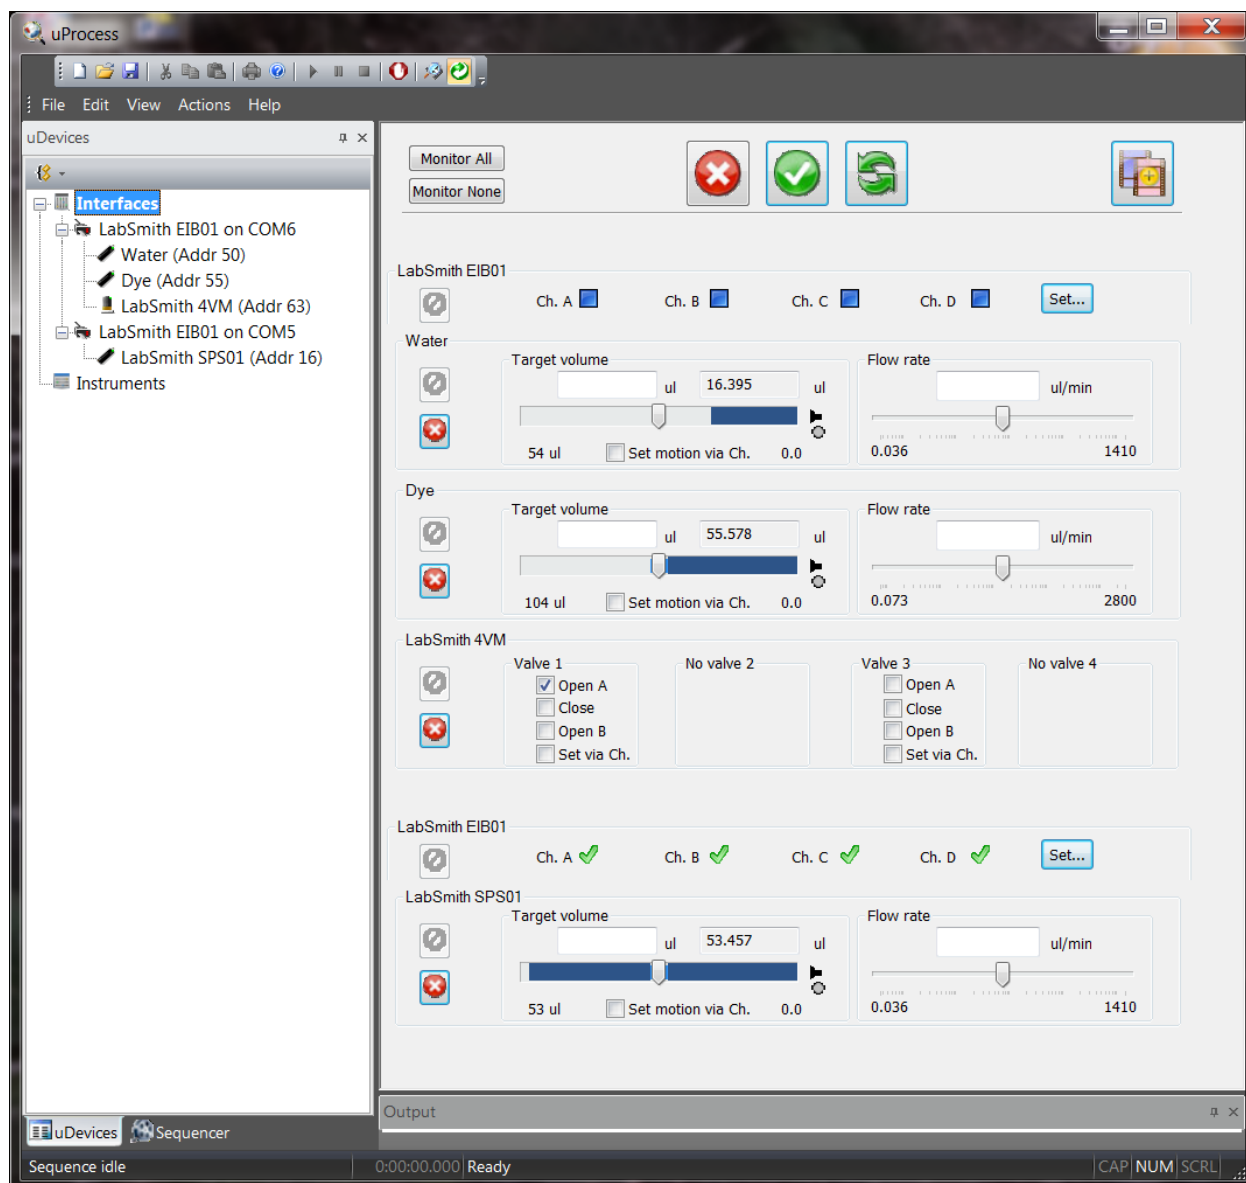 uProcess
File Edit View Actions Help
uDevices
Monitor All
Monitor None
Interfaces
LabSmith EIB01 on COM6
Water (Addr 50)
Dye (Addr 55)
LabSmith 4VM (Addr 63)
LabSmith EIB01 on COM5
LabSmith SPS01 (Addr 16)
Instruments
LabSmith EIB01
Ch. A Ch. B Ch. C Ch. D Set...
Water
Target volume Flow rate
ul 16.395 ul ul/min
54 ul Set motion via Ch. 0.0 0.036 1410
Dye
Target volume Flow rate
ul 55.578 ul ul/min
104 ul Set motion via Ch. 0.0 0.073 2800
LabSmith 4VM
Valve 1 No valve 2 Valve 3 No valve 4
Open A Open A
Close Close
Open B Open B
Set via Ch. Set via Ch.
LabSmith EIB01
Ch. A Ch. B Ch. C Ch. D Set...
LabSmith SPS01
Target volume Flow rate
ul 53.457 ul ul/min
53 ul Set motion via Ch. 0.0 0.036 1410
Output
uDevices Sequencer
Sequence idle 0:00:00.000 Ready CAP NUM SCRL